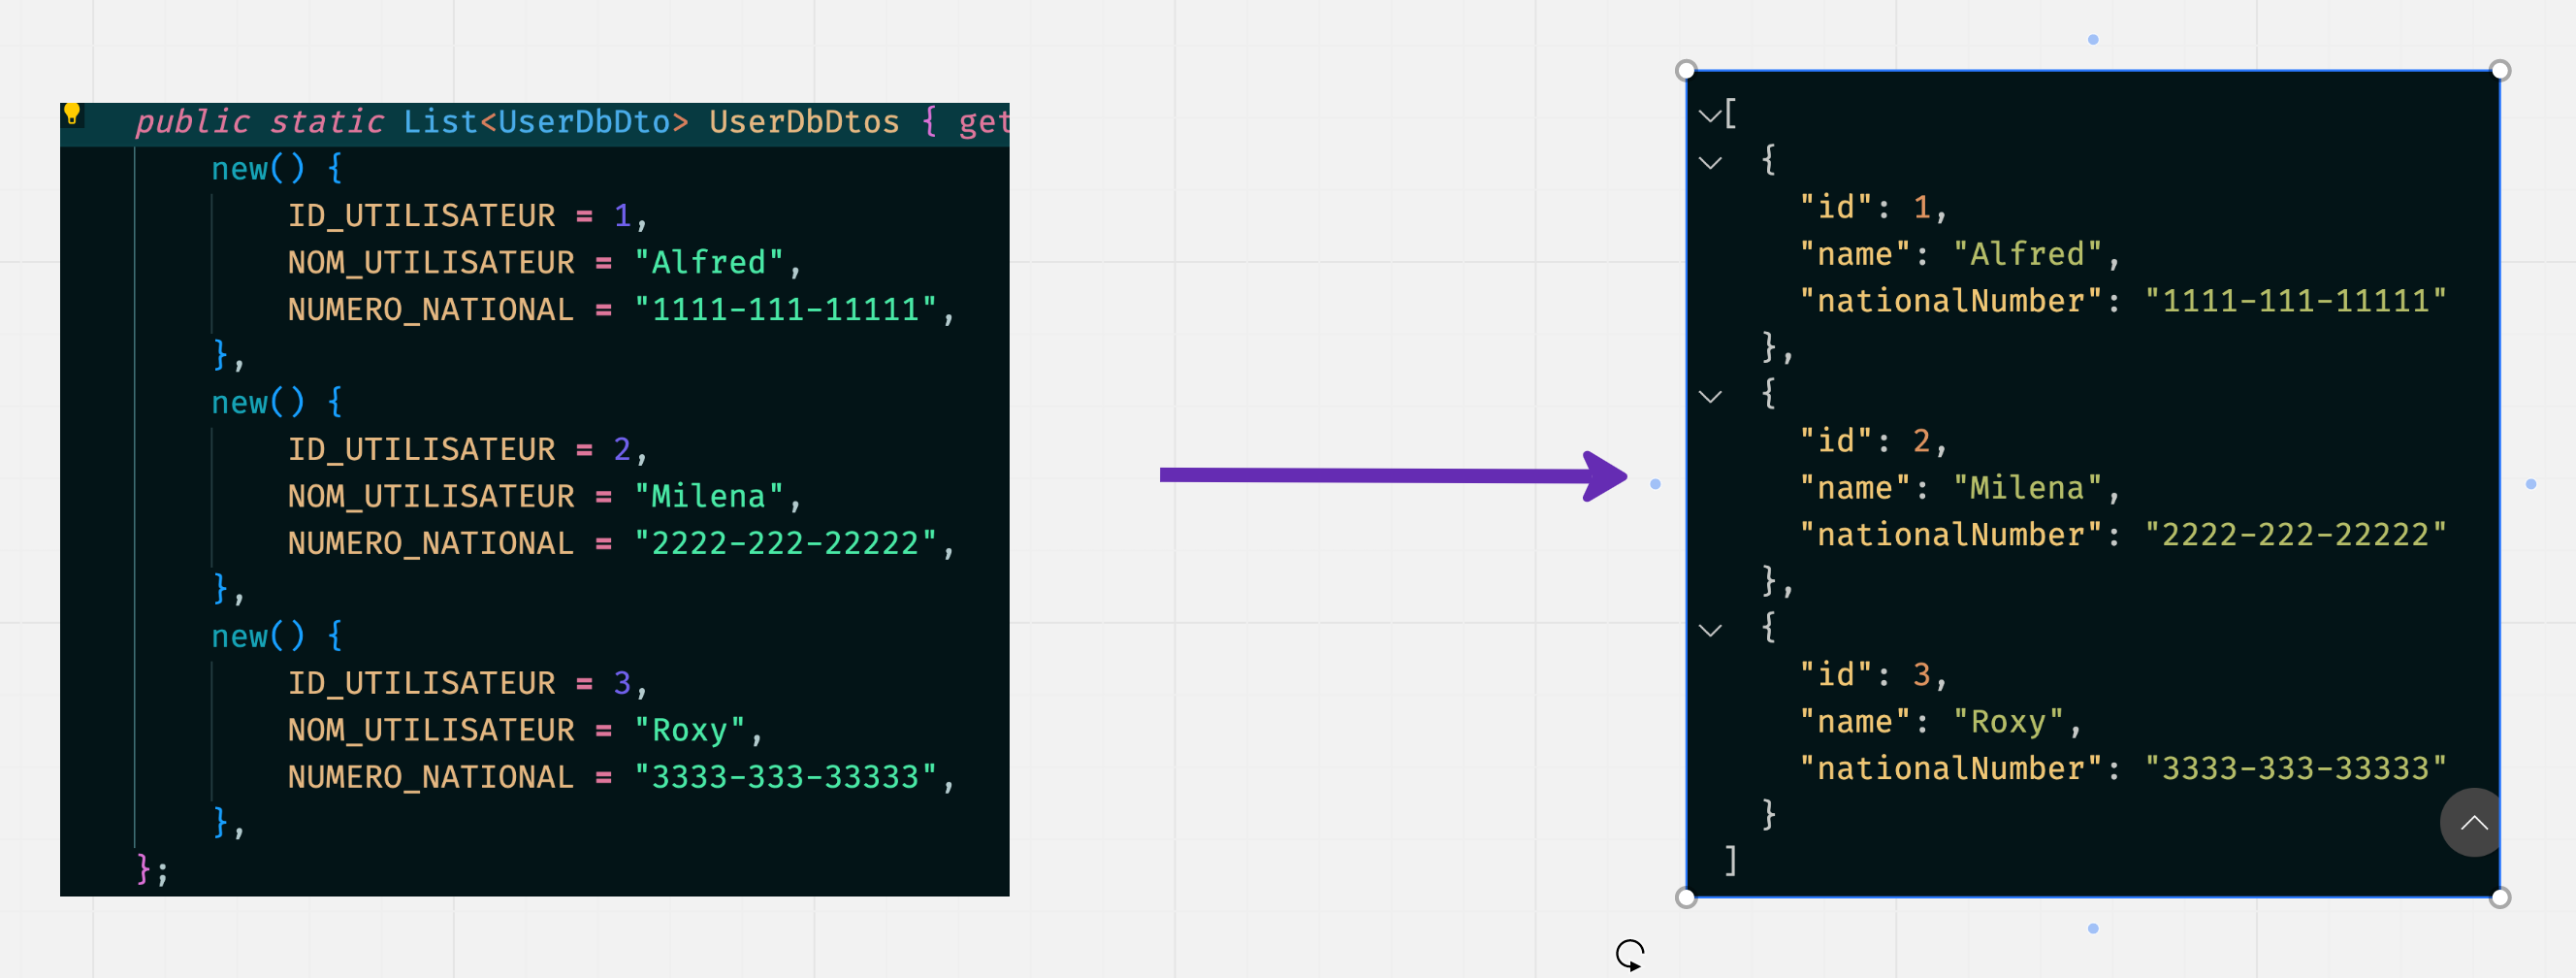 public static List<UserDbDto> UserDbDtos { get
new() {
ID_UTILISATEUR = 1,
NOM_UTILISATEUR = "Alfred",
NUMERO_NATIONAL = "1111-111-11111",
},
new() {
ID_UTILISATEUR = 2,
NOM_UTILISATEUR = "Milena",
NUMERO_NATIONAL = "2222-222-22222",
},
new() {
ID_UTILISATEUR = 3,
NOM_UTILISATEUR = "Roxy",
NUMERO_NATIONAL = "3333-333-33333",
},
};
[
{
"id": 1,
"name": "Alfred",
"nationalNumber": "1111-111-11111"
},
{
"id": 2,
"name": "Milena",
"nationalNumber": "2222-222-22222"
},
{
"id": 3,
"name": "Roxy",
"nationalNumber": "3333-333-33333"
}
]